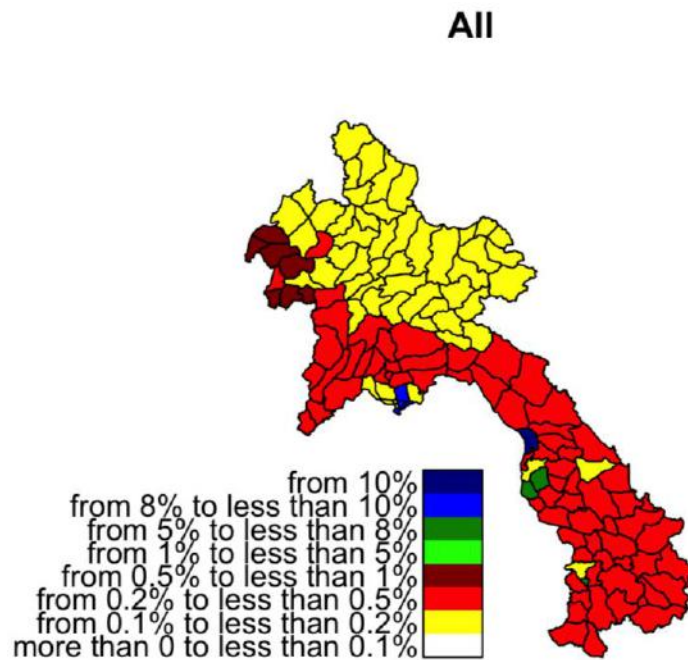 All
from 10%
from 8% to less than 10%
from 5% to less than 8%
from 1% to less than 5%
from 0.5% to less than 1%
from 0.2% to less than 0.5%
from 0.1% to less than 0.2%
more than 0 to less than 0.1%